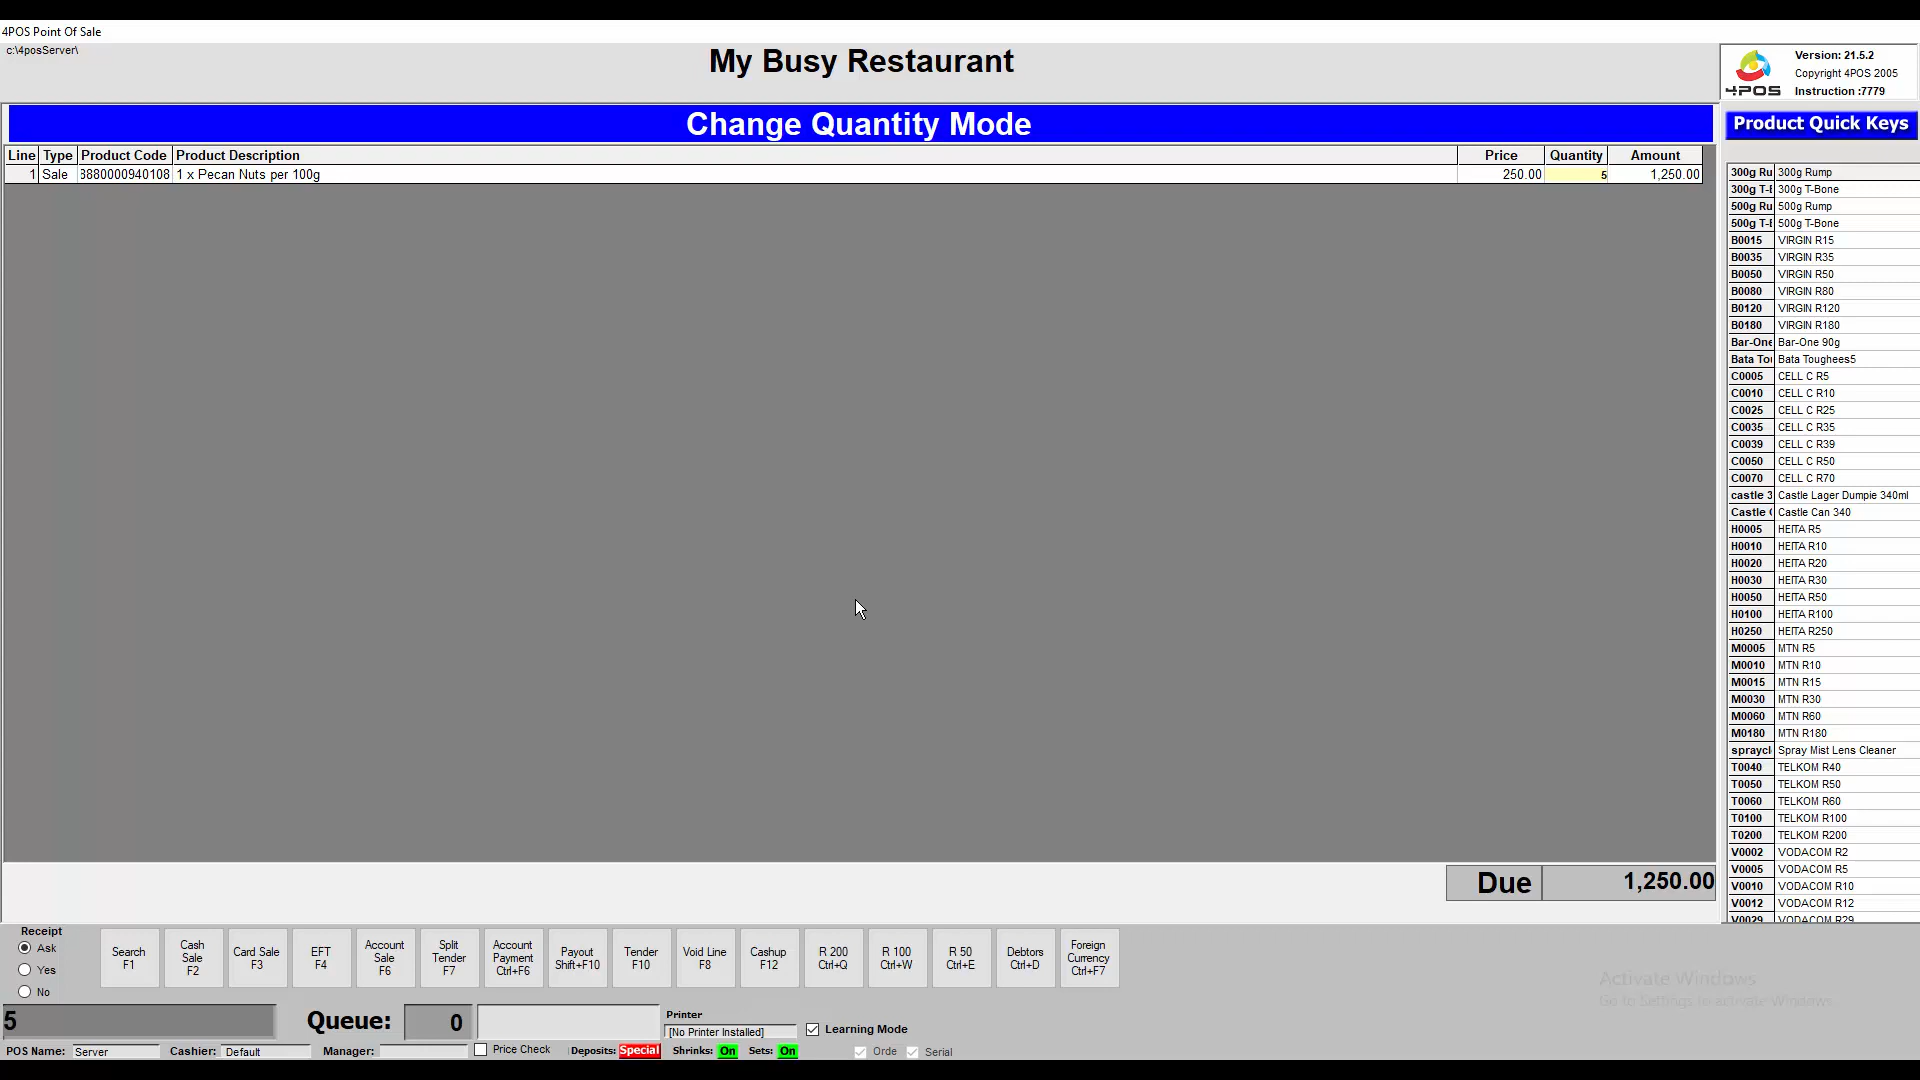 4POS Point Of Sale
c:\4posServer\
My Busy Restaurant
4POS
Version: 21.5.2
Copyright 4POS 2005
Instruction :7779
Change Quantity Mode
Product Quick Keys
Line Type Product Code Product Description Price Quantity Amount
1 Sale 3880000940108 1 x Pecan Nuts per 100g 250.00 5 1,250.00
300g Ru 300g Rump
300g T-B 300g T-Bone
500g Ru 500g Rump
500g T-B 500g T-Bone
B0015 VIRGIN R15
B0035 VIRGIN R35
B0050 VIRGIN R50
B0080 VIRGIN R80
B0120 VIRGIN R120
B0180 VIRGIN R180
Bar-One Bar-One 90g
Bata To Bata Toughees5
C0005 CELL C R5
C0010 CELL C R10
C0025 CELL C R25
C0035 CELL C R35
C0039 CELL C R39
C0050 CELL C R50
C0070 CELL C R70
castle 3 Castle Lager Dumpie 340ml
Castle C Castle Can 340
H0005 HEITA R5
H0010 HEITA R10
H0020 HEITA R20
H0030 HEITA R30
H0050 HEITA R50
H0100 HEITA R100
H0250 HEITA R250
M0005 MTN R5
M0010 MTN R10
M0015 MTN R15
M0030 MTN R30
M0060 MTN R60
M0180 MTN R180
spraycl Spray Mist Lens Cleaner
T0040 TELKOM R40
T0050 TELKOM R50
T0060 TELKOM R60
T0100 TELKOM R100
T0200 TELKOM R200
V0002 VODACOM R2
V0005 VODACOM R5
V0010 VODACOM R10
V0012 VODACOM R12
V0029 VODACOM R29
Due 1,250.00
Receipt
Ask
Yes
No
Search
F1
Cash
Sale
F2
Card Sale
F3
EFT
F4
Account
Sale
F6
Split
Tender
F7
Account
Payment
Ctrl+F6
Payout
Shift+F10
Tender
F10
Void Line
F8
Cashup
F12
R 200
Ctrl+Q
R 100
Ctrl+W
R 50
Ctrl+E
Debtors
Ctrl+D
Foreign
Currency
Ctrl+F7
Activate Windows
Go to Settings to activate Windows.
5
Queue: 0
Printer
[No Printer Installed]
Learning Mode
POS Name: Server Cashier: Default Manager: Price Check Deposits: Special Shrinks: On Sets: On Orde Serial